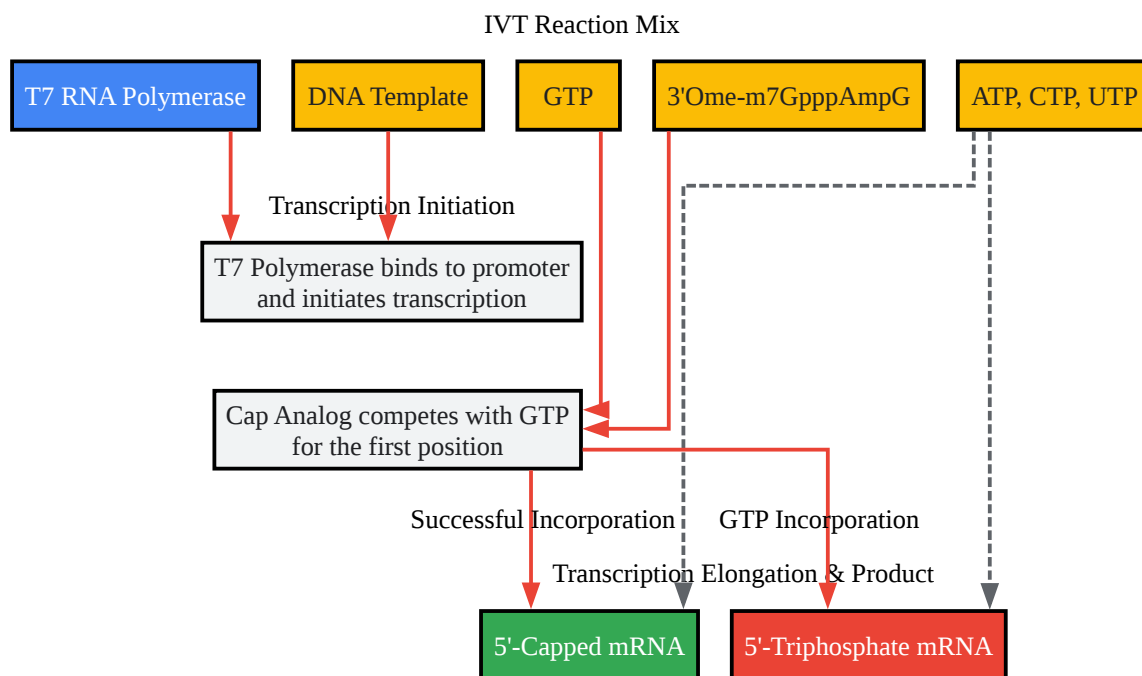 IVT Reaction Mix
T7 RNA Polymerase
DNA Template
GTP
3'Ome-m7GpppAmpG
ATP, CTP, UTP
Transcription Initiation
T7 Polymerase binds to promoter
and initiates transcription
Cap Analog competes with GTP
for the first position
Successful Incorporation
GTP Incorporation
Transcription Elongation & Product
5'-Capped mRNA
5'-Triphosphate mRNA